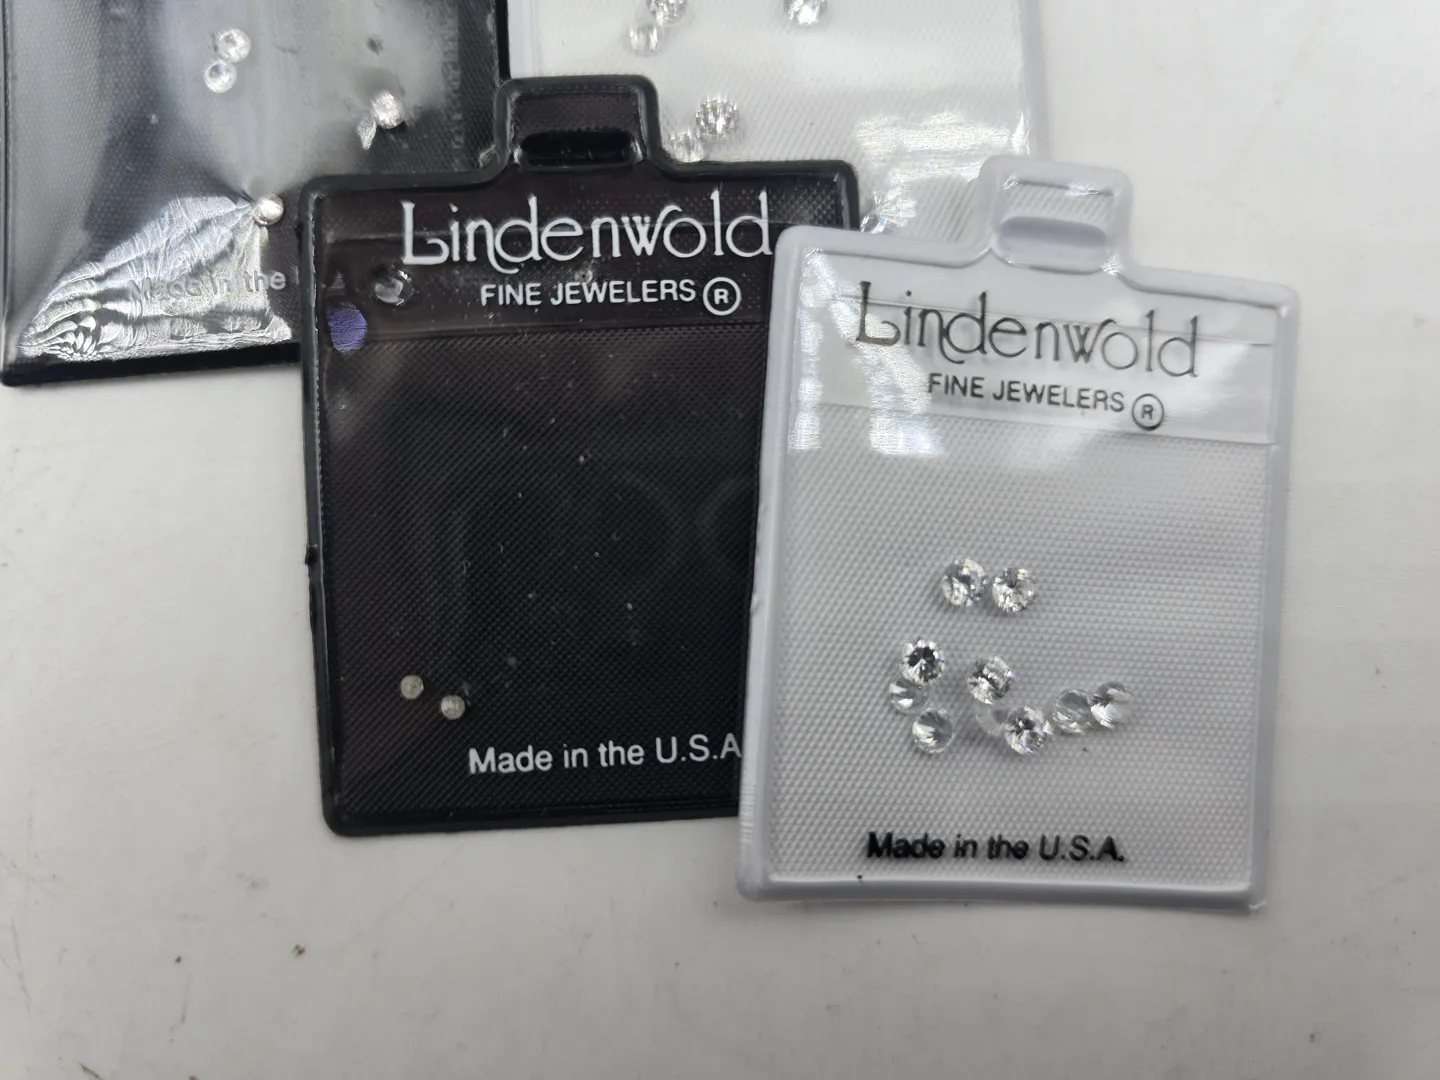 Made in the
Lindenwold
FINE JEWELERS ®
Made in the U.S.A
Lindenwold
FINE JEWELERS ®
Made in the U.S.A.